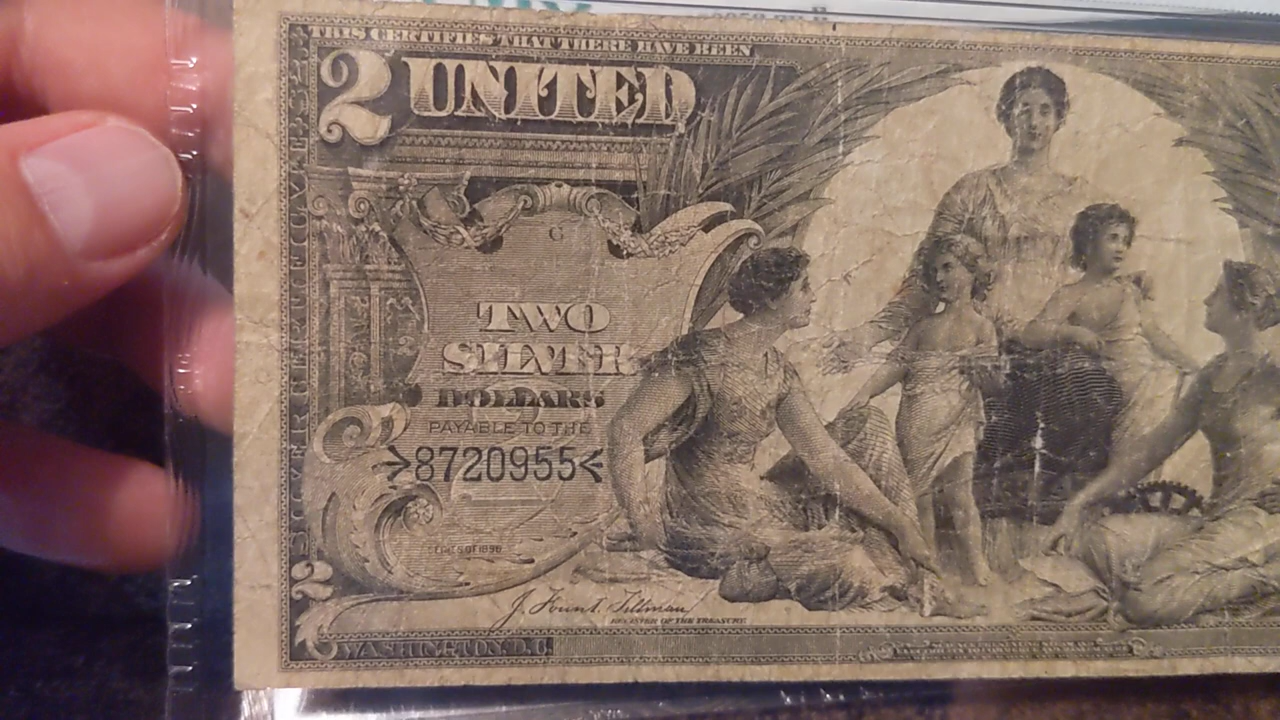 THIS CERTIFIES THAT THERE HAVE BEEN
2 UNITED
C
TWO
SILVER
DOLLARS
PAYABLE TO THE
8720955
SERIES OF 1896
2
J. Fount. Tillman
REGISTER OF THE TREASURY.
WASHINGTON, D.C.